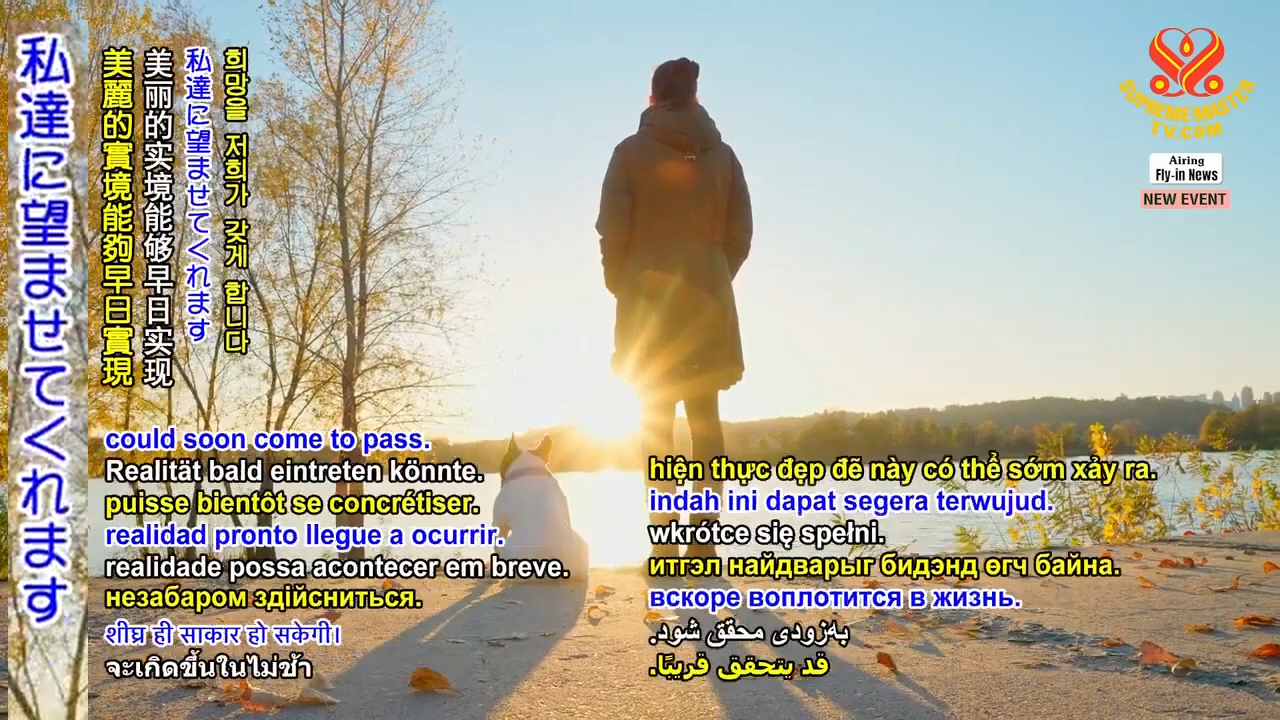 私達に望ませてくれます
美麗的實境能夠早日實現
美丽的实境能够早日实现
私達に望ませてくれます
희망을 저희가 갖게 합니다
SUPREME MASTER
TV.COM
Airing
Fly-in News
NEW EVENT
could soon come to pass.
Realität bald eintreten könnte.
puisse bientôt se concrétiser.
realidad pronto llegue a ocurrir.
realidade possa acontecer em breve.
незабаром здійсниться.
शीघ्र ही साकार हो सकेगी।
จะเกิดขึ้นในไม่ช้า
hiện thực đẹp đẽ này có thể sớm xảy ra.
indah ini dapat segera terwujud.
wkrótce się spełni.
итгэл найдварыг бидэнд өгч байна.
вскоре воплотится в жизнь.
به‌زودی محقق شود.
قد يتحقق قريبًا.